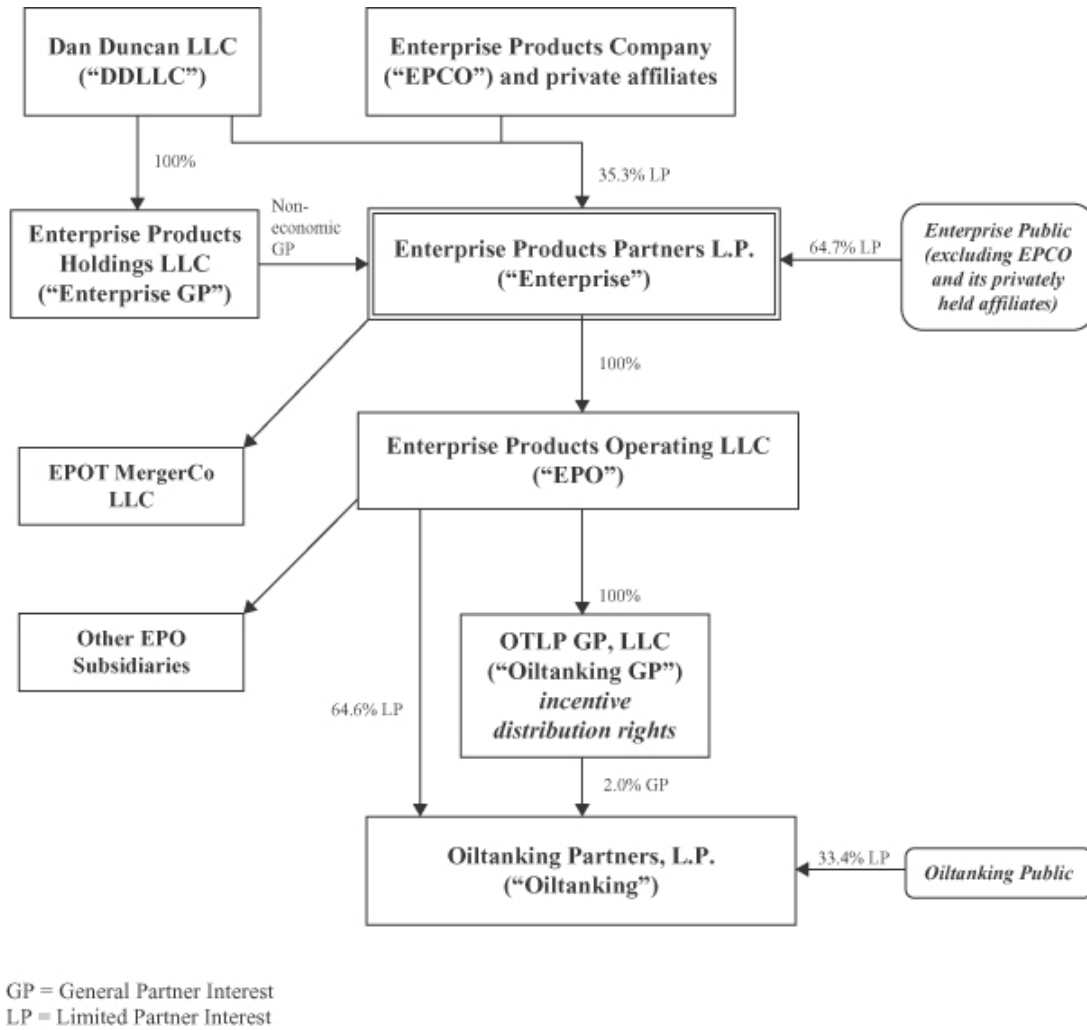 Dan Duncan LLC
(“DDLLC”)
Enterprise Products Company
(“EPCO”) and private affiliates
100%
35.3% LP
Enterprise Products
Holdings LLC
(“Enterprise GP”)
Non-
economic
GP
Enterprise Products Partners L.P.
(“Enterprise”)
64.7% LP
Enterprise Public
(excluding EPCO
and its privately
held affiliates)
100%
EPOT MergerCo
LLC
Enterprise Products Operating LLC
(“EPO”)
Other EPO
Subsidiaries
64.6% LP
100%
OTLP GP, LLC
(“Oiltanking GP”)
incentive
distribution rights
2.0% GP
Oiltanking Partners, L.P.
(“Oiltanking”)
33.4% LP
Oiltanking Public
GP = General Partner Interest
LP = Limited Partner Interest